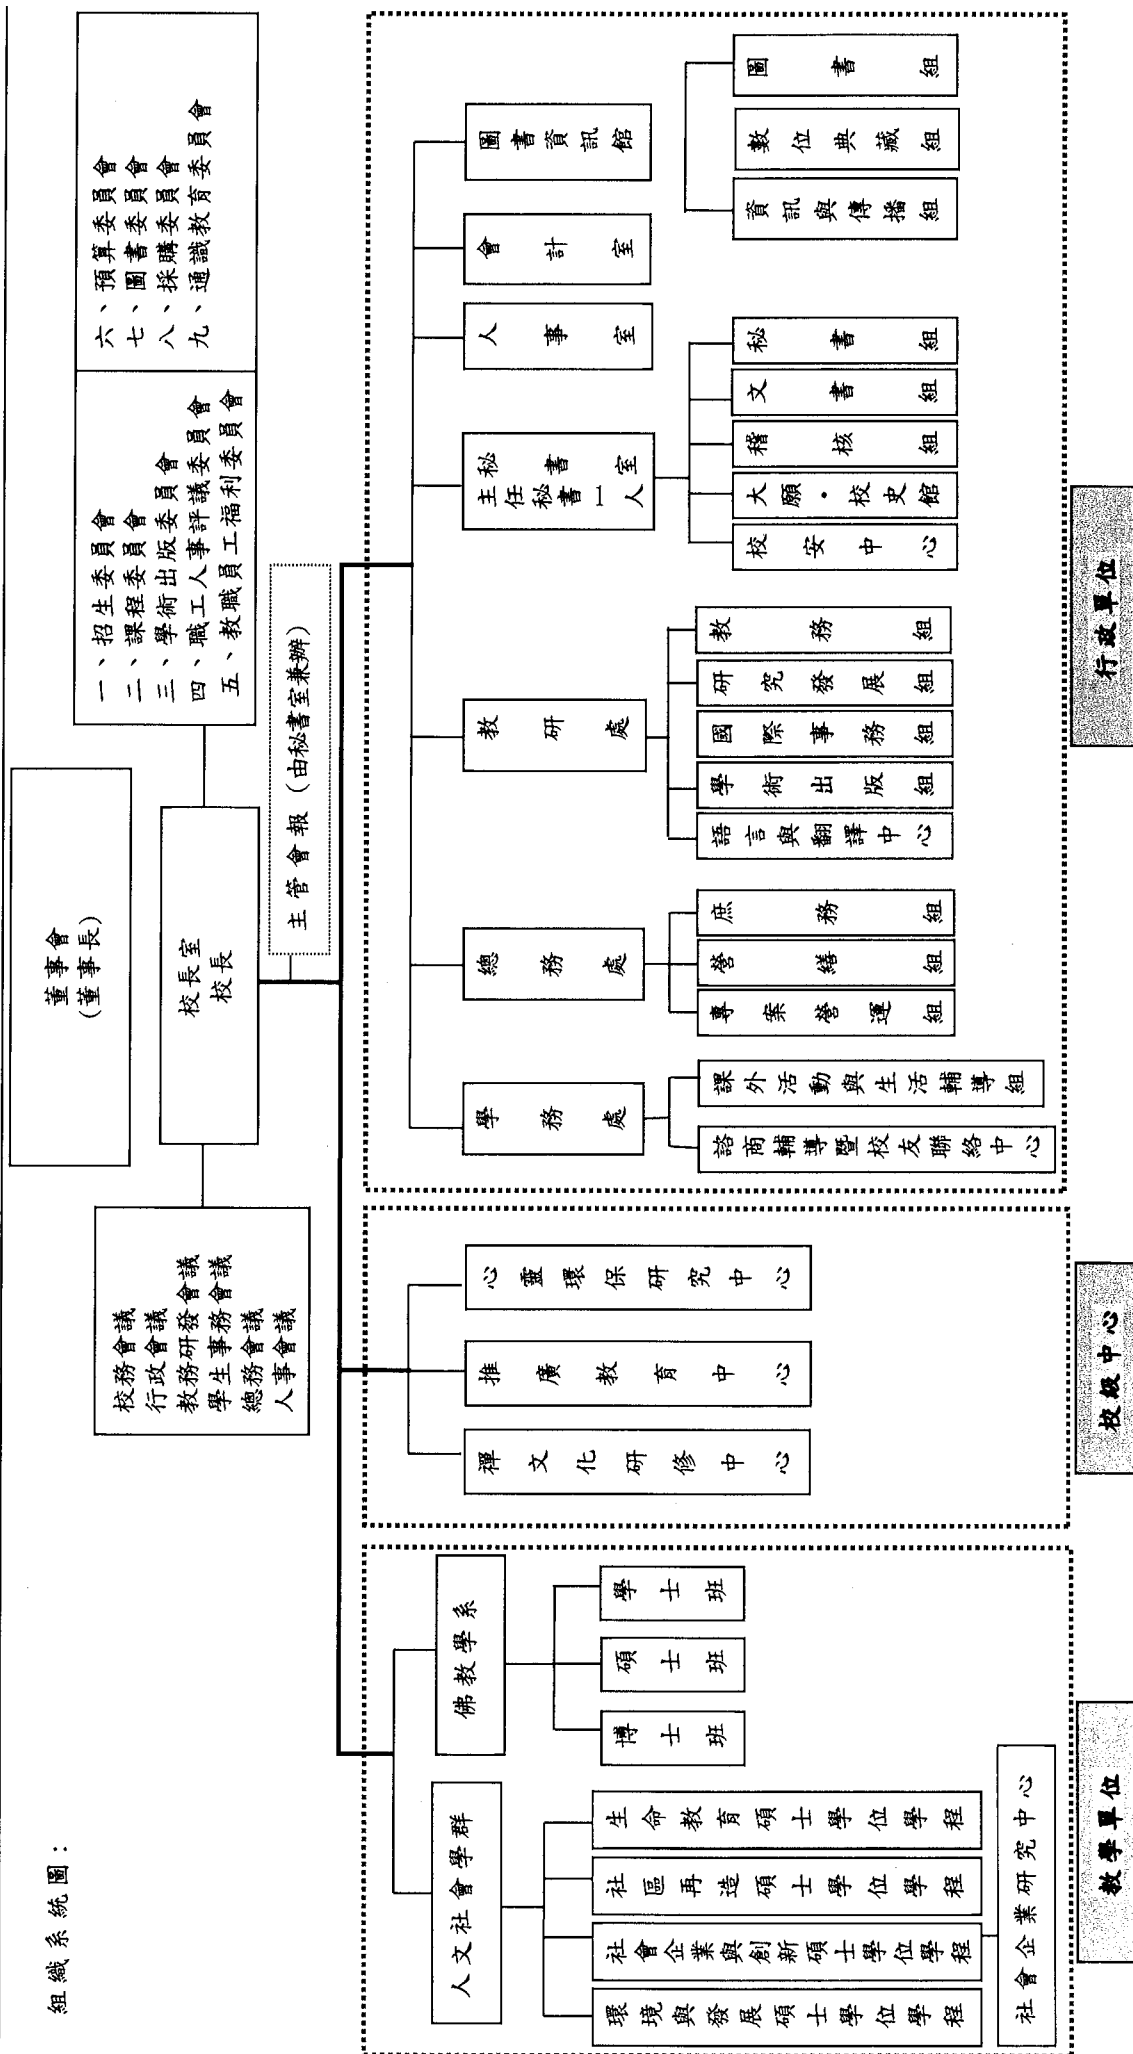 組織系統圖：
董事會
(董事長)
校長室
校長
校務會議
行政會議
教務研發會議
學生事務會議
總務會議
人事會議
一、招生委員會
二、課程委員會
三、學術出版委員會
四、職工人事評議委員會
五、教職員工福利委員會
六、預算委員會
七、圖書委員會
八、採購委員會
九、通識教育委員會
主管會報（由秘書室兼辦）
人文社會學群
佛教學系
環境與發展碩士學位學程
社會企業與創新碩士學位學程
社區再造碩士學位學程
生命教育碩士學位學程
社會企業研究中心
博士班
碩士班
學士班
教學單位
禪文化研修中心
推廣教育中心
心靈環保研究中心
校級中心
學務處
總務處
教研處
秘書室
主任秘書一人
人事室
會計室
圖書資訊館
諮商輔導暨校友聯絡中心
課外活動與生活輔導組
專案營運組
營繕組
庶務組
語言與翻譯中心
學術出版組
國際事務組
研究發展組
教務組
校安中心
大願・校史館
稽核組
文書組
秘書組
資訊與傳播組
數位典藏組
圖書組
行政單位